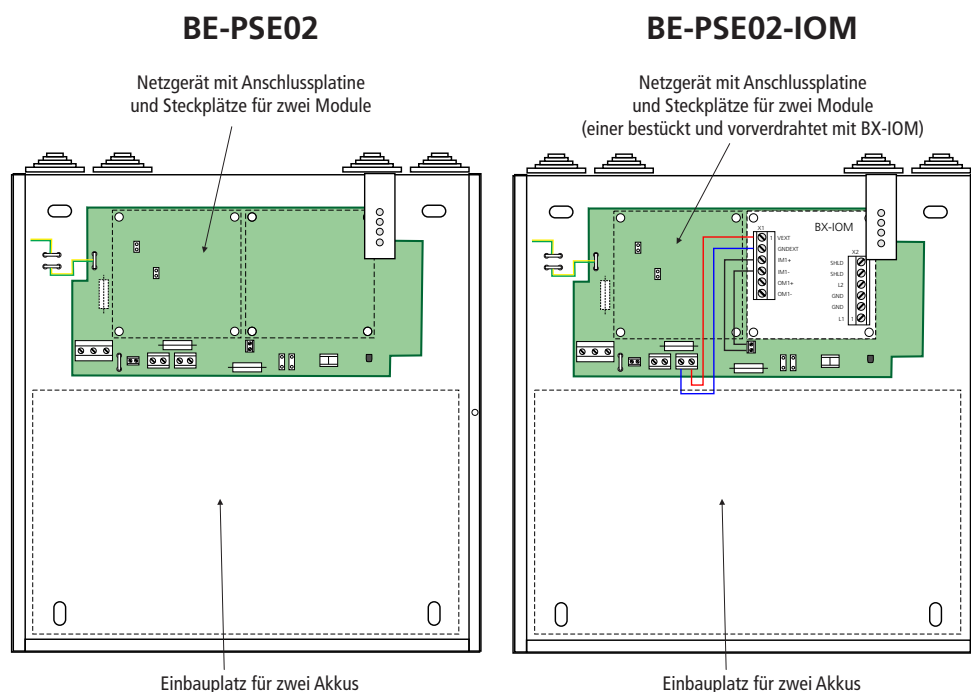 BE-PSE02
Netzgerät mit Anschlussplatine
und Steckplätze für zwei Module
Einbauplatz für zwei Akkus
BE-PSE02-IOM
Netzgerät mit Anschlussplatine
und Steckplätze für zwei Module
(einer bestückt und vorverdrahtet mit BX-IOM)
BX-IOM
X1
1 VEXT
GNDEXT
IM1+
IM1-
OM1+
OM1-
X2
SHLD
SHLD
L2
GND
GND
L1 1
Einbauplatz für zwei Akkus